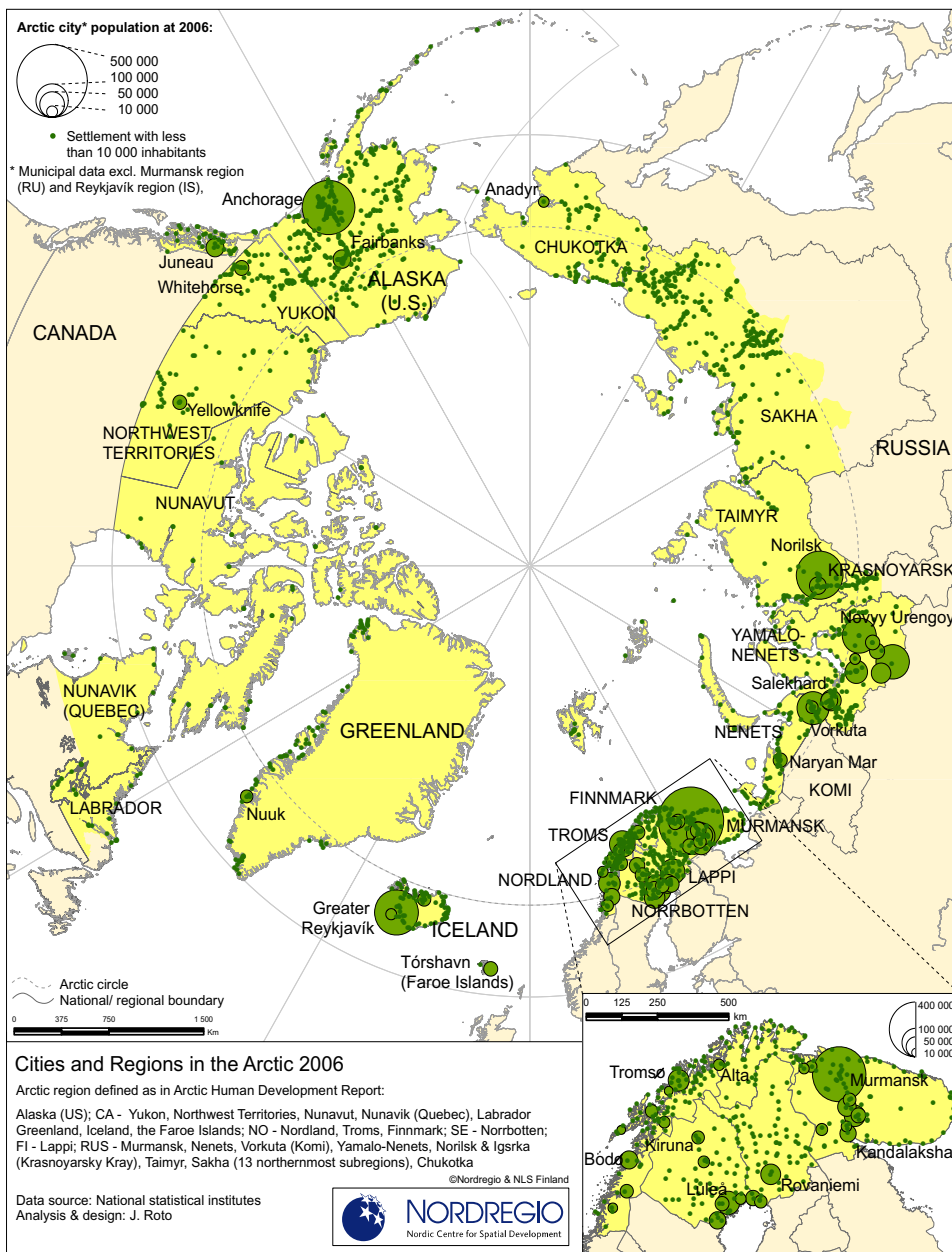 Arctic city* population at 2006:
500 000
100 000
50 000
10 000
Settlement with less
than 10 000 inhabitants
* Municipal data excl. Murmansk region
(RU) and Reykjavík region (IS),
Anchorage
Anadyr
CHUKOTKA
Juneau
Fairbanks
Whitehorse
ALASKA
(U.S.)
YUKON
CANADA
Yellowknife
NORTHWEST
TERRITORIES
SAKHA
RUSSIA
NUNAVUT
TAIMYR
Norilsk
KRASNOYARSK
Novyy Urengoy
YAMALO-
NENETS
NUNAVIK
(QUEBEC)
Salekhard
GREENLAND
NENETS
Vorkuta
Naryan Mar
KOMI
LABRADOR
Nuuk
FINNMARK
TROMS
MURMANSK
NORDLAND
LAPPI
NORRBOTTEN
Greater
Reykjavík
ICELAND
Tórshavn
(Faroe Islands)
Arctic circle
National/ regional boundary
0 375 750 1 500
Km
0 125 250 500
km
400 000
100 000
50 000
10 000
Tromsø
Alta
Murmansk
Kiruna
Bodø
Kandalaksha
Luleå
Rovaniemi
Cities and Regions in the Arctic 2006
Arctic region defined as in Arctic Human Development Report:
Alaska (US); CA - Yukon, Northwest Territories, Nunavut, Nunavik (Quebec), Labrador
Greenland, Iceland, the Faroe Islands; NO - Nordland, Troms, Finnmark; SE - Norrbotten;
FI - Lappi; RUS - Murmansk, Nenets, Vorkuta (Komi), Yamalo-Nenets, Norilsk & Igsrka
(Krasnoyarsky Kray), Taimyr, Sakha (13 northernmost subregions), Chukotka
©Nordregio & NLS Finland
Data source: National statistical institutes
Analysis & design: J. Roto
NORDREGIO
Nordic Centre for Spatial Development